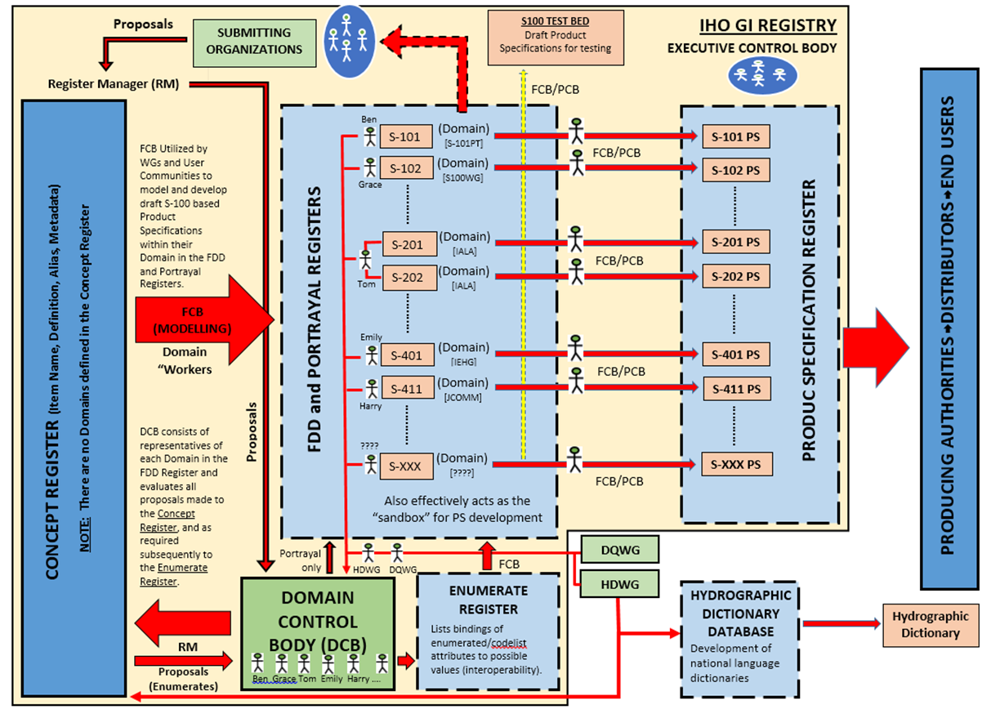 Proposals
SUBMITTING
ORGANIZATIONS
Register Manager (RM)
S100 TEST BED
Draft Product
Specifications for testing
IHO GI REGISTRY
EXECUTIVE CONTROL BODY
FCB/PCB
CONCEPT REGISTER (Item Name, Definition, Alias, Metadata)
NOTE: There are no Domains defined in the Concept Register
FCB Utilized by
WGs and User
Communities to
model and develop
draft S-100 based
Product
Specifications
within their
Domain in the FDD
and Portrayal
Registers.
FCB
(MODELLING)
Domain
“Workers
Proposals
DCB consists of
representatives of
each Domain in the
FDD Register and
evaluates all
proposals made to
the Concept
Register, and as
required
subsequently to
the Enumerate
Register.
RM
Proposals
(Enumerates)
FDD and PORTRAYAL REGISTERS
Ben
S-101
(Domain)
[S-101PT]
Grace
S-102
(Domain)
[S100WG]
S-201
(Domain)
[IALA]
Tom
S-202
(Domain)
[IALA]
Emily
S-401
(Domain)
[IEHG]
Harry
S-411
(Domain)
[JCOMM]
????
S-XXX
(Domain)
[????]
Also effectively acts as the
“sandbox” for PS development
FCB/PCB
FCB/PCB
FCB/PCB
FCB/PCB
S-101 PS
S-102 PS
S-201 PS
S-202 PS
S-401 PS
S-411 PS
S-XXX PS
PRODUC SPECIFICATION REGISTER
PRODUCING AUTHORITIES➡DISTRIBUTORS➡END USERS
Portrayal
only
HDWG
DQWG
FCB
DQWG
HDWG
DOMAIN
CONTROL
BODY (DCB)
Ben Grace Tom Emily Harry ....
ENUMERATE
REGISTER
Lists bindings of
enumerated/codelist
attributes to possible
values (interoperability).
HYDROGRAPHIC
DICTIONARY
DATABASE
Development of
national language
dictionaries
Hydrographic
Dictionary